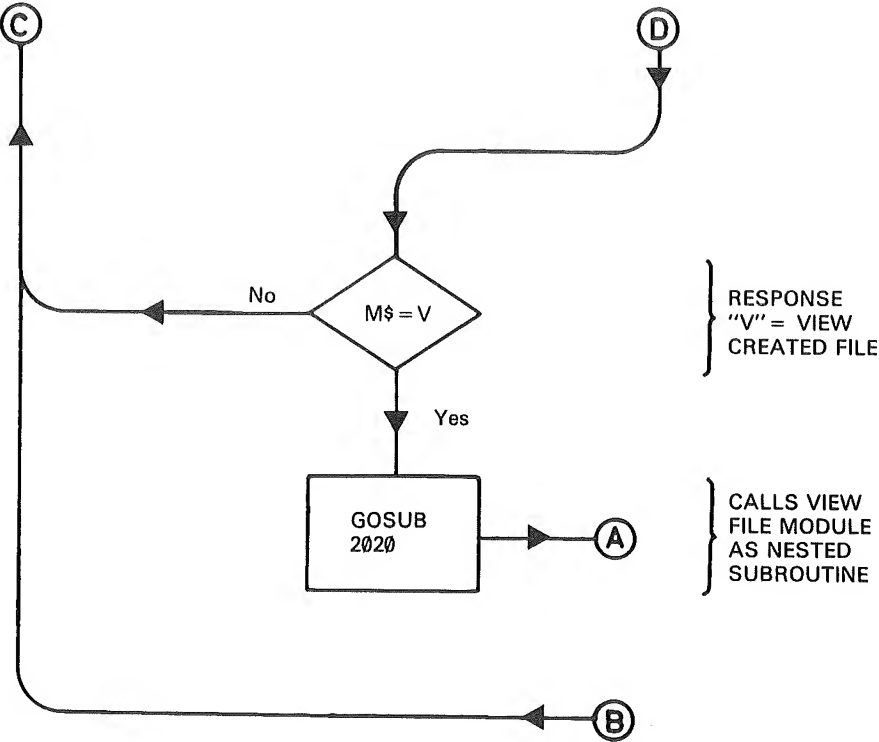 C
D
No
M$ = V
RESPONSE
"V" = VIEW
CREATED FILE
Yes
GOSUB
2020
A
CALLS VIEW
FILE MODULE
AS NESTED
SUBROUTINE
B